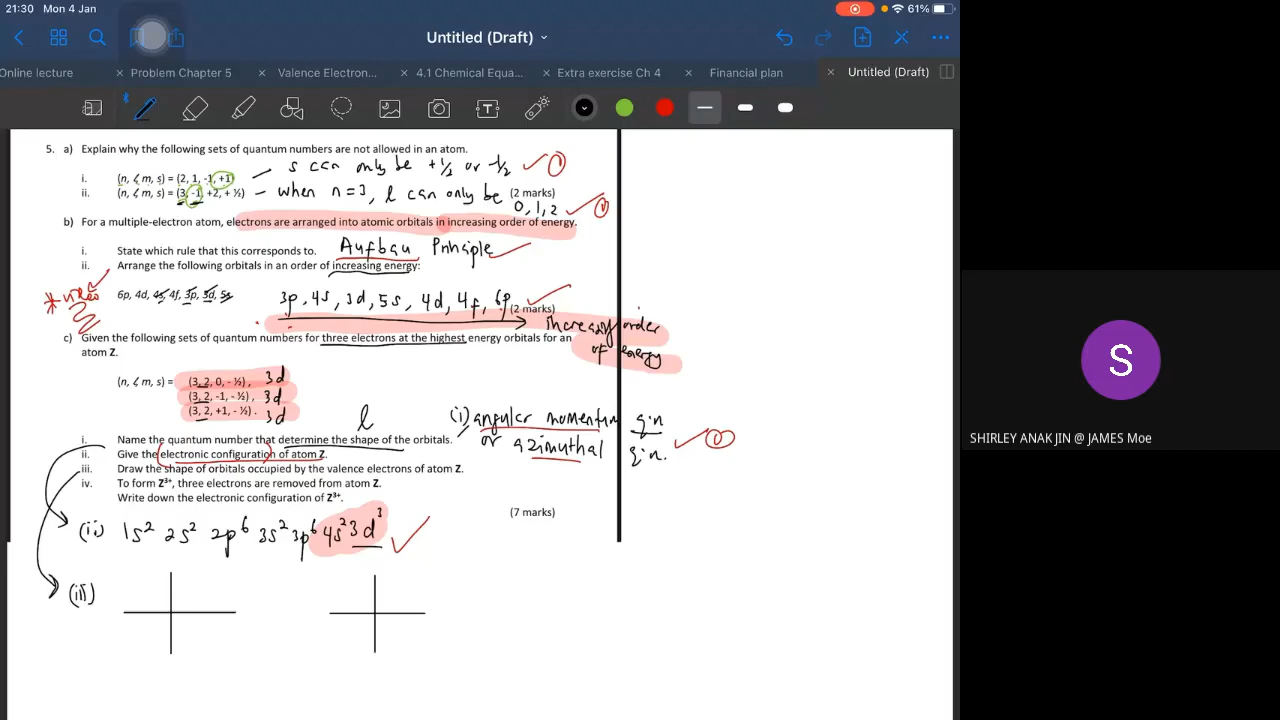 21:30 Mon 4 Jan
61%
Untitled (Draft)
Online lecture
Problem Chapter 5
Valence Electron...
4.1 Chemical Equa...
Extra exercise Ch 4
Financial plan
Untitled (Draft)
5. a) Explain why the following sets of quantum numbers are not allowed in an atom.
s can only be +½ or -½ ①
i. (n, ℓ, m, s) = (2, 1, -1, +1)
ii. (n, ℓ, m, s) = (3, -1, +2, + ½) - when n=3, l can only be (2 marks)
0, 1, 2 ①
b) For a multiple-electron atom, electrons are arranged into atomic orbitals in increasing order of energy.
i. State which rule that this corresponds to. Aufbau Priniple
ii. Arrange the following orbitals in an order of increasing energy:
6p, 4d, 4s, 4f, 3p, 3d, 5s 3p, 4s, 3d, 5s, 4d, 4f, 6p (2 marks)
increasing order
of energy
c) Given the following sets of quantum numbers for three electrons at the highest energy orbitals for an
atom Z.
(n, ℓ, m, s) = (3, 2, 0, - ½), 3d
(3, 2, -1, - ½), 3d
(3, 2, +1, - ½). 3d
l (i) angular momentum q.n
i. Name the quantum number that determine the shape of the orbitals. or azimuthal q.n. ①
ii. Give the electronic configuration of atom Z.
iii. Draw the shape of orbitals occupied by the valence electrons of atom Z.
iv. To form Z³⁺, three electrons are removed from atom Z.
Write down the electronic configuration of Z³⁺.
(7 marks)
(ii) 1s² 2s² 2p⁶ 3s² 3p⁶ 4s² 3d³
(iii)
S
SHIRLEY ANAK JIN @ JAMES Moe